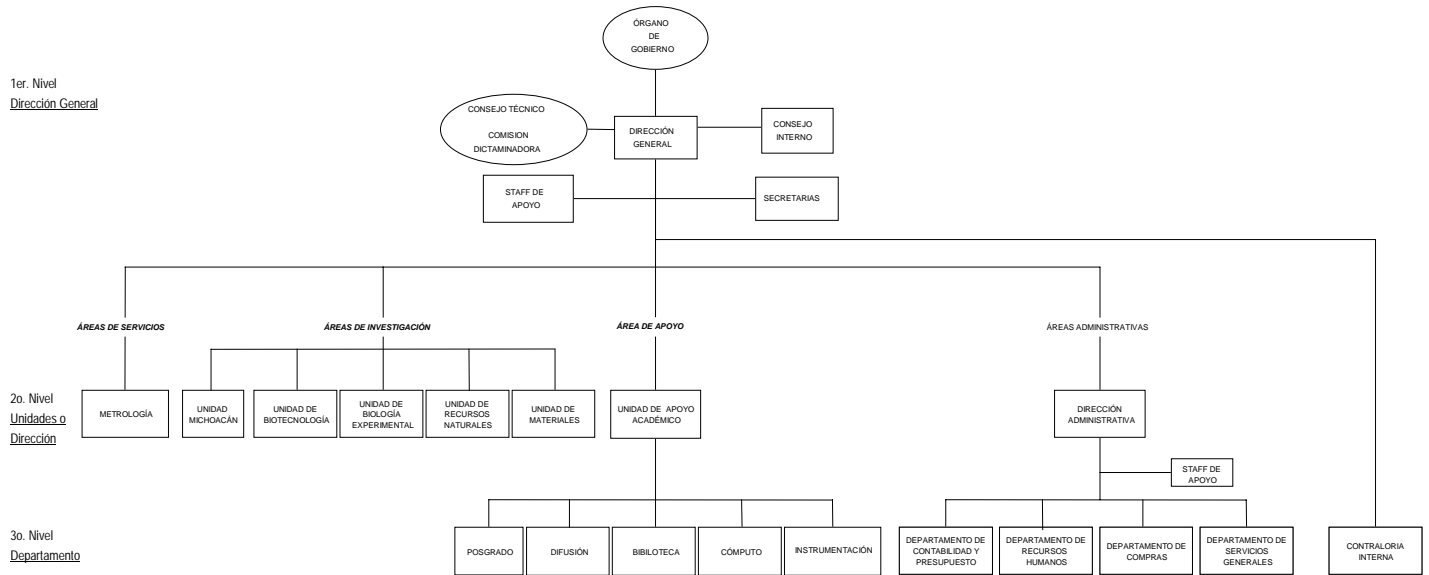 ÓRGANO
DE
GOBIERNO
1er. Nivel
Dirección General
CONSEJO TÉCNICO
COMISION
DICTAMINADORA
DIRECCIÓN
GENERAL
CONSEJO
INTERNO
STAFF DE
APOYO
SECRETARIAS
ÁREAS DE SERVICIOS
ÁREAS DE INVESTIGACIÓN
ÁREA DE APOYO
ÁREAS ADMINISTRATIVAS
2o. Nivel
Unidades o
Dirección
METROLOGÍA
UNIDAD
MICHOACÁN
UNIDAD DE
BIOTECNOLOGÍA
UNIDAD DE
BIOLOGÍA
EXPERIMENTAL
UNIDAD DE
RECURSOS
NATURALES
UNIDAD DE
MATERIALES
UNIDAD DE APOYO
ACADÉMICO
DIRECCIÓN
ADMINISTRATIVA
STAFF DE
APOYO
3o. Nivel
Departamento
POSGRADO
DIFUSIÓN
BIBILOTECA
CÓMPUTO
INSTRUMENTACIÓN
DEPARTAMENTO DE
CONTABILIDAD Y
PRESUPUESTO
DEPARTAMENTO DE
RECURSOS
HUMANOS
DEPARTAMENTO DE
COMPRAS
DEPARTAMENTO DE
SERVICIOS
GENERALES
CONTRALORIA
INTERNA